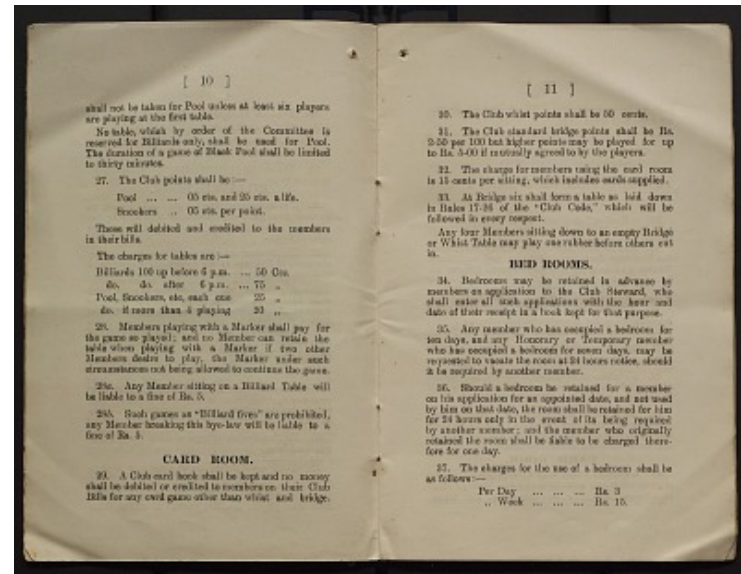 [ 10 ]
shall not be taken for Pool unless at least six players
are playing at the first table.
No table, which by order of the Committee is
reserved for Billiards only, shall be used for Pool.
The duration of a game of Black Pool shall be limited
to thirty minutes.
27. The Club points shall be :—
Pool ... ... 05 cts. and 25 cts. a life.
Snookers .. 05 cts. per point.
These will debited and credited to the members
in their bills.
The charges for tables are :—
Billiards 100 up before 6 p.m. ... 50 Cts.
do. do. after 6 p.m. ... 75 „
Pool, Snookers, etc, each one 25 „
do. if more than 4 playing 20 „
28. Members playing with a Marker shall pay for
the game so played; and no Member can retain the
table when playing with a Marker if two other
Members desire to play, the Marker under such
circumstances not being allowed to continue the game.
28a. Any Member sitting on a Billiard Table will
be liable to a fine of Rs. 5.
28b. Such games as "Billiard fives" are prohibited,
any Member breaking this bye-law will be liable to a
fine of Rs. 5.
CARD ROOM.
29. A Club card book shall be kept and no money
shall be debited or credited to members on their Club
Bills for any card game other than whist and bridge.
[ 11 ]
30. The Club whist points shall be 50 cents.
31. The Club standard bridge points shall be Rs.
2-50 per 100 but higher points may be played for up
to Rs. 5-00 if mutually agreed to by the players.
32. The charge for members using the card room
is 15 cents per sitting, which includes cards supplied.
33. At Bridge six shall form a table as laid down
in Rules 17-26 of the "Club Code," which will be
followed in every respect.
Any four Members sitting down to an empty Bridge
or Whist Table may play one rubber before others cut
in.
BED ROOMS.
34. Bedrooms may be retained in advance by
members on application to the Club Steward, who
shall enter all such applications with the hour and
date of their receipt in a book kept for that purpose.
35. Any member who has occupied a bedroom for
ten days, and any Honorary or Temporary member
who has occupied a bedroom for seven days, may be
requested to vacate the room at 24 hours notice, should
it be required by another member.
36. Should a bedroom be retained for a member
on his application for an appointed date, and not used
by him on that date, the room shall be retained for him
for 24 hours only in the event of its being required
by another member; and the member who originally
retained the room shall be liable to be charged there-
fore for one day.
37. The charges for the use of a bedroom shall be
as follows :—
Per Day ... ... ... Rs. 3
„ Week ... ... ... Rs. 15.